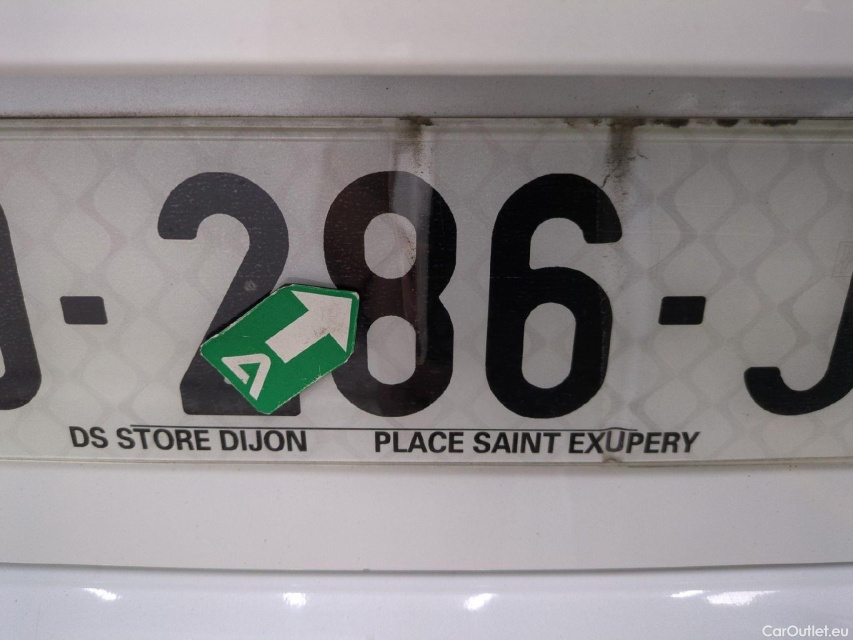 -286-J
A
DS STORE DIJON PLACE SAINT EXUPERY
CarOutlet.eu